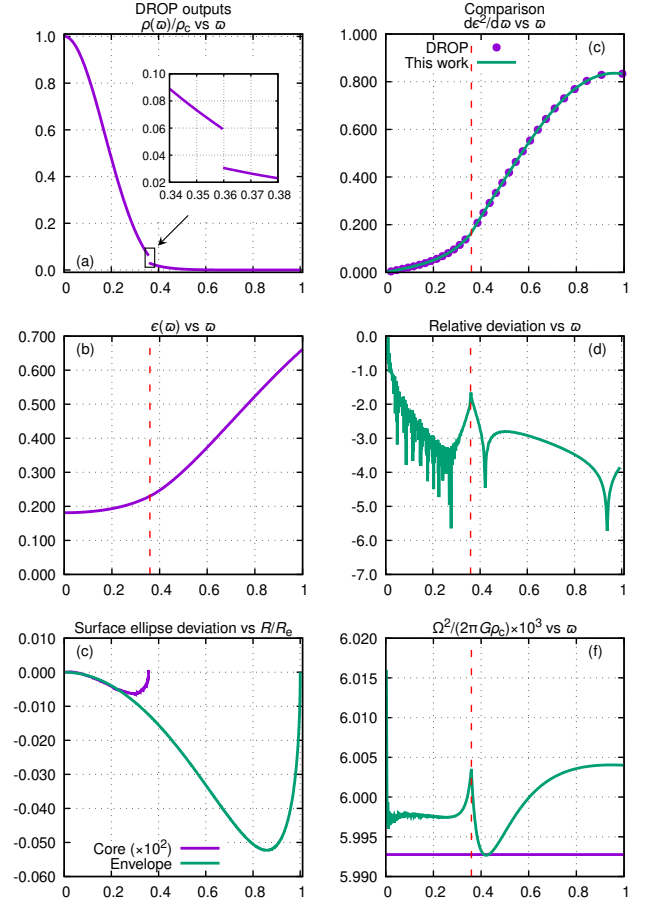 DROP outputs
ρ(ϖ)/ρc vs ϖ
1.0
0.8
0.6
0.4
0.2
0.0
0.10
0.08
0.06
0.04
0.02
0.34 0.35 0.36 0.37 0.38
(a)
0 0.2 0.4 0.6 0.8 1
Comparison
dϵ²/dϖ vs ϖ
DROP
This work
(c)
1.000
0.800
0.600
0.400
0.200
0.000
0 0.2 0.4 0.6 0.8 1
ϵ(ϖ) vs ϖ
(b)
0.700
0.600
0.500
0.400
0.300
0.200
0.100
0.000
0 0.2 0.4 0.6 0.8 1
Relative deviation vs ϖ
(d)
0.0
-1.0
-2.0
-3.0
-4.0
-5.0
-6.0
-7.0
0 0.2 0.4 0.6 0.8 1
Surface ellipse deviation vs R/Re
(c)
0.010
0.000
-0.010
-0.020
-0.030
-0.040
-0.050
-0.060
Core (×10²)
Envelope
0 0.2 0.4 0.6 0.8 1
Ω²/(2πGρc)×10³ vs ϖ
(f)
6.020
6.015
6.010
6.005
6.000
5.995
5.990
0 0.2 0.4 0.6 0.8 1